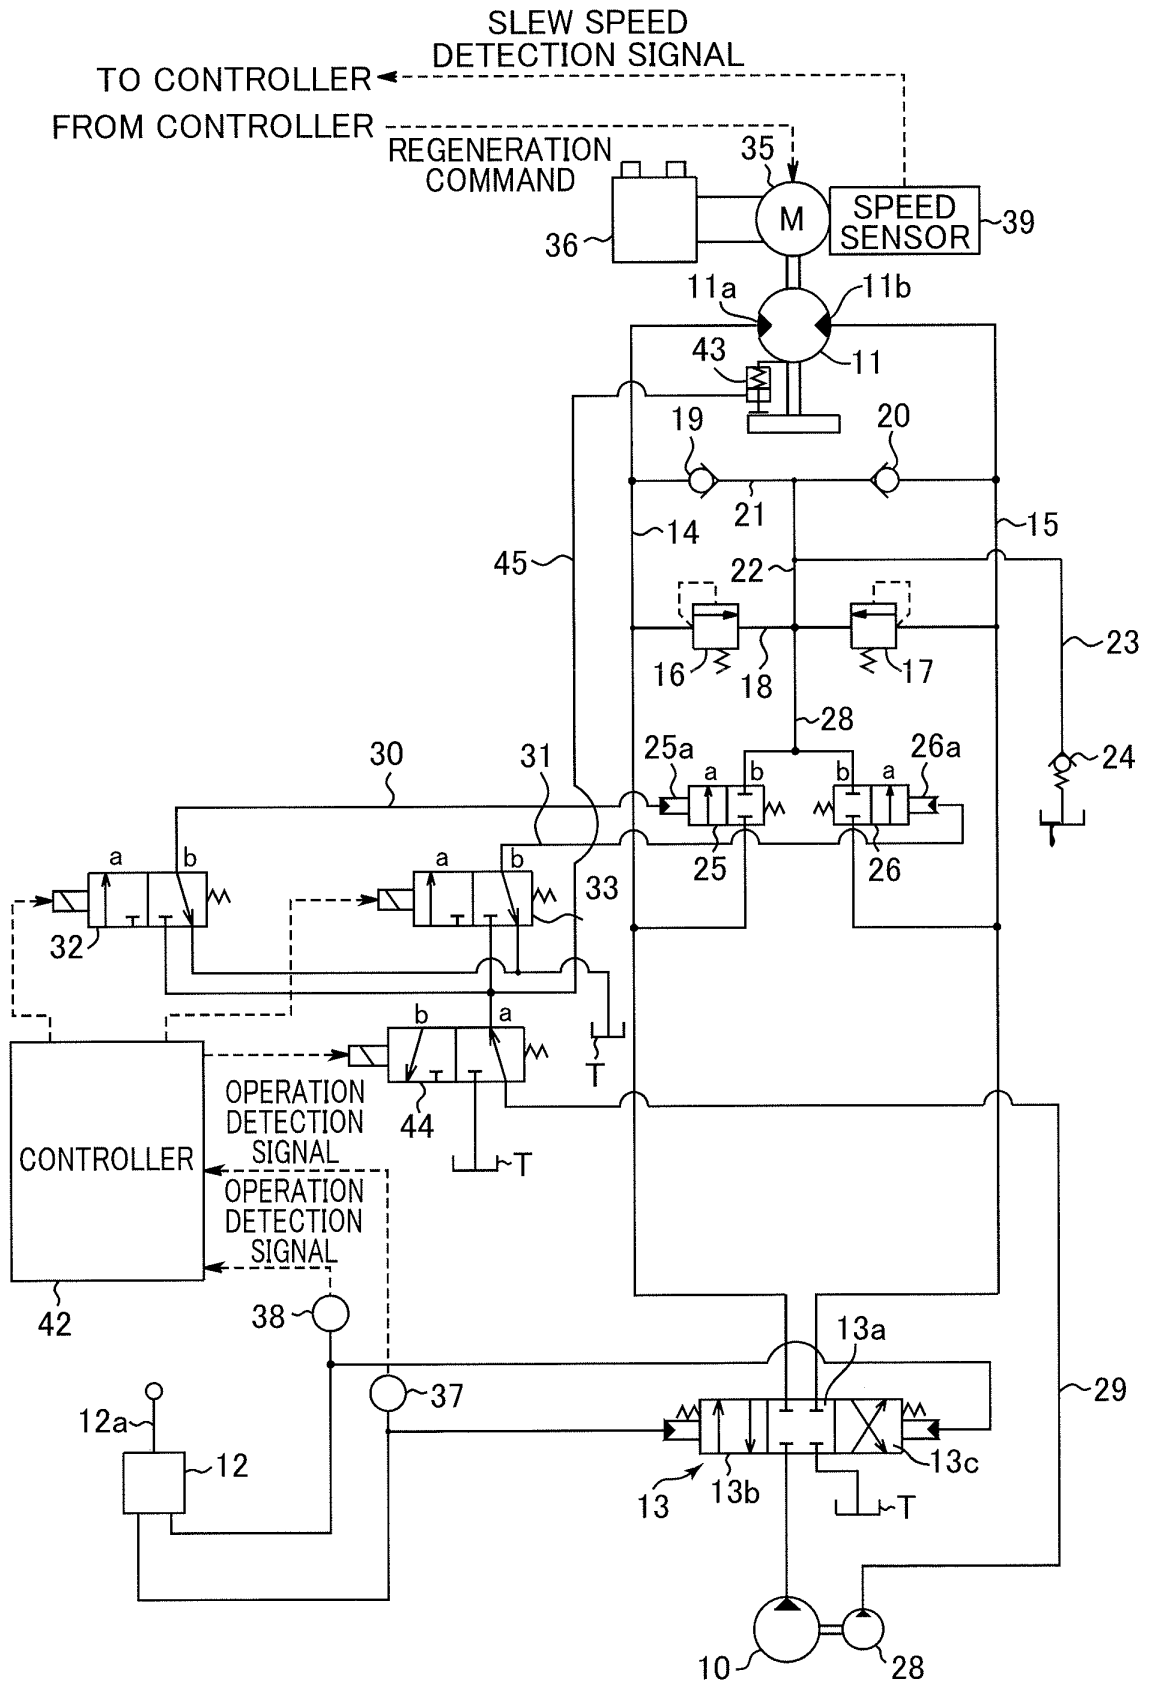 SLEW SPEED
DETECTION SIGNAL
TO CONTROLLER
FROM CONTROLLER
REGENERATION
COMMAND
35
36
M
SPEED
SENSOR
39
11a
11b
43
11
19
20
21
14
15
45
22
16
18
17
23
28
30
31
25a
a
b
b
a
26a
24
25
26
a
b
a
b
32
33
b
a
T
44
OPERATION
DETECTION
SIGNAL
T
CONTROLLER
OPERATION
DETECTION
SIGNAL
42
38
13a
37
29
12a
12
13
13b
13c
T
10
28